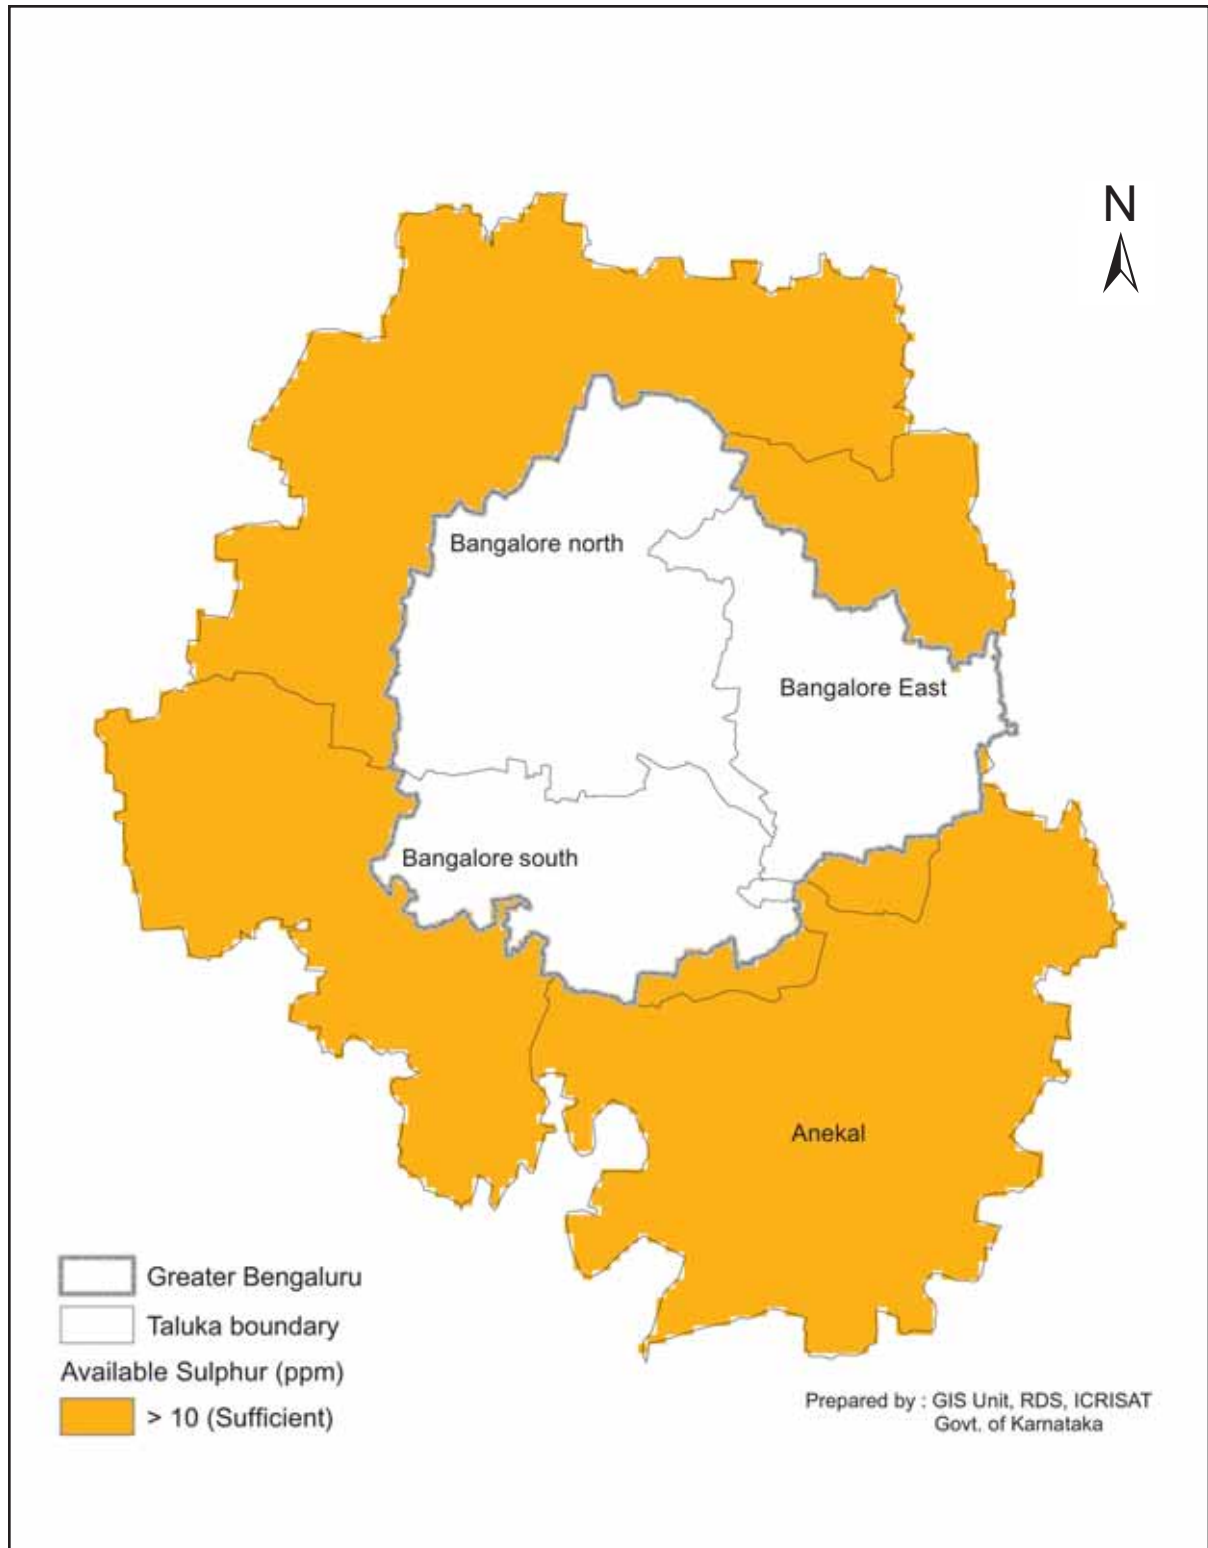 N
Bangalore north
Bangalore East
Bangalore south
Anekal
Greater Bengaluru
Taluka boundary
Available Sulphur (ppm)
> 10 (Sufficient)
Prepared by : GIS Unit, RDS, ICRISAT
Govt. of Karnataka